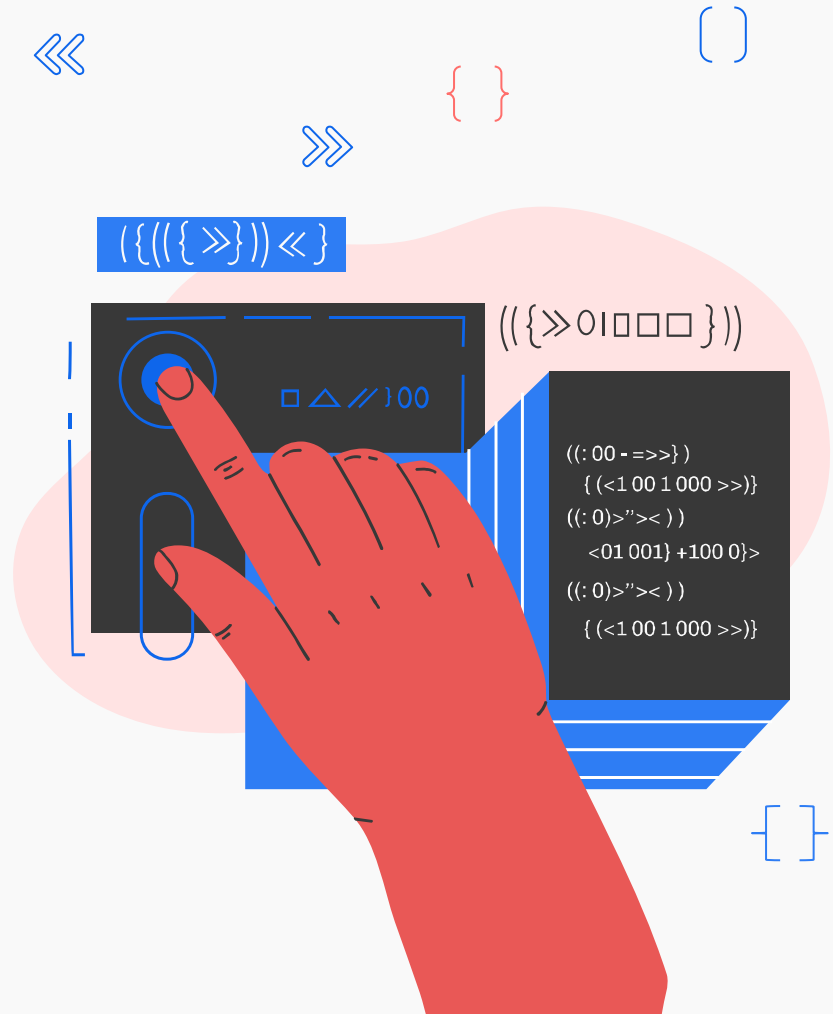 ({(({ >>}))<< }
(({>>0I□□□ }))
□ △ // }00
((: 00 - =>>} )
{ (<1 00 1 000 >>)}
((: 0)>”>< ) )
<01 001} +100 0}>
((: 0)>”>< ) )
{ (<1 00 1 000 >>)}